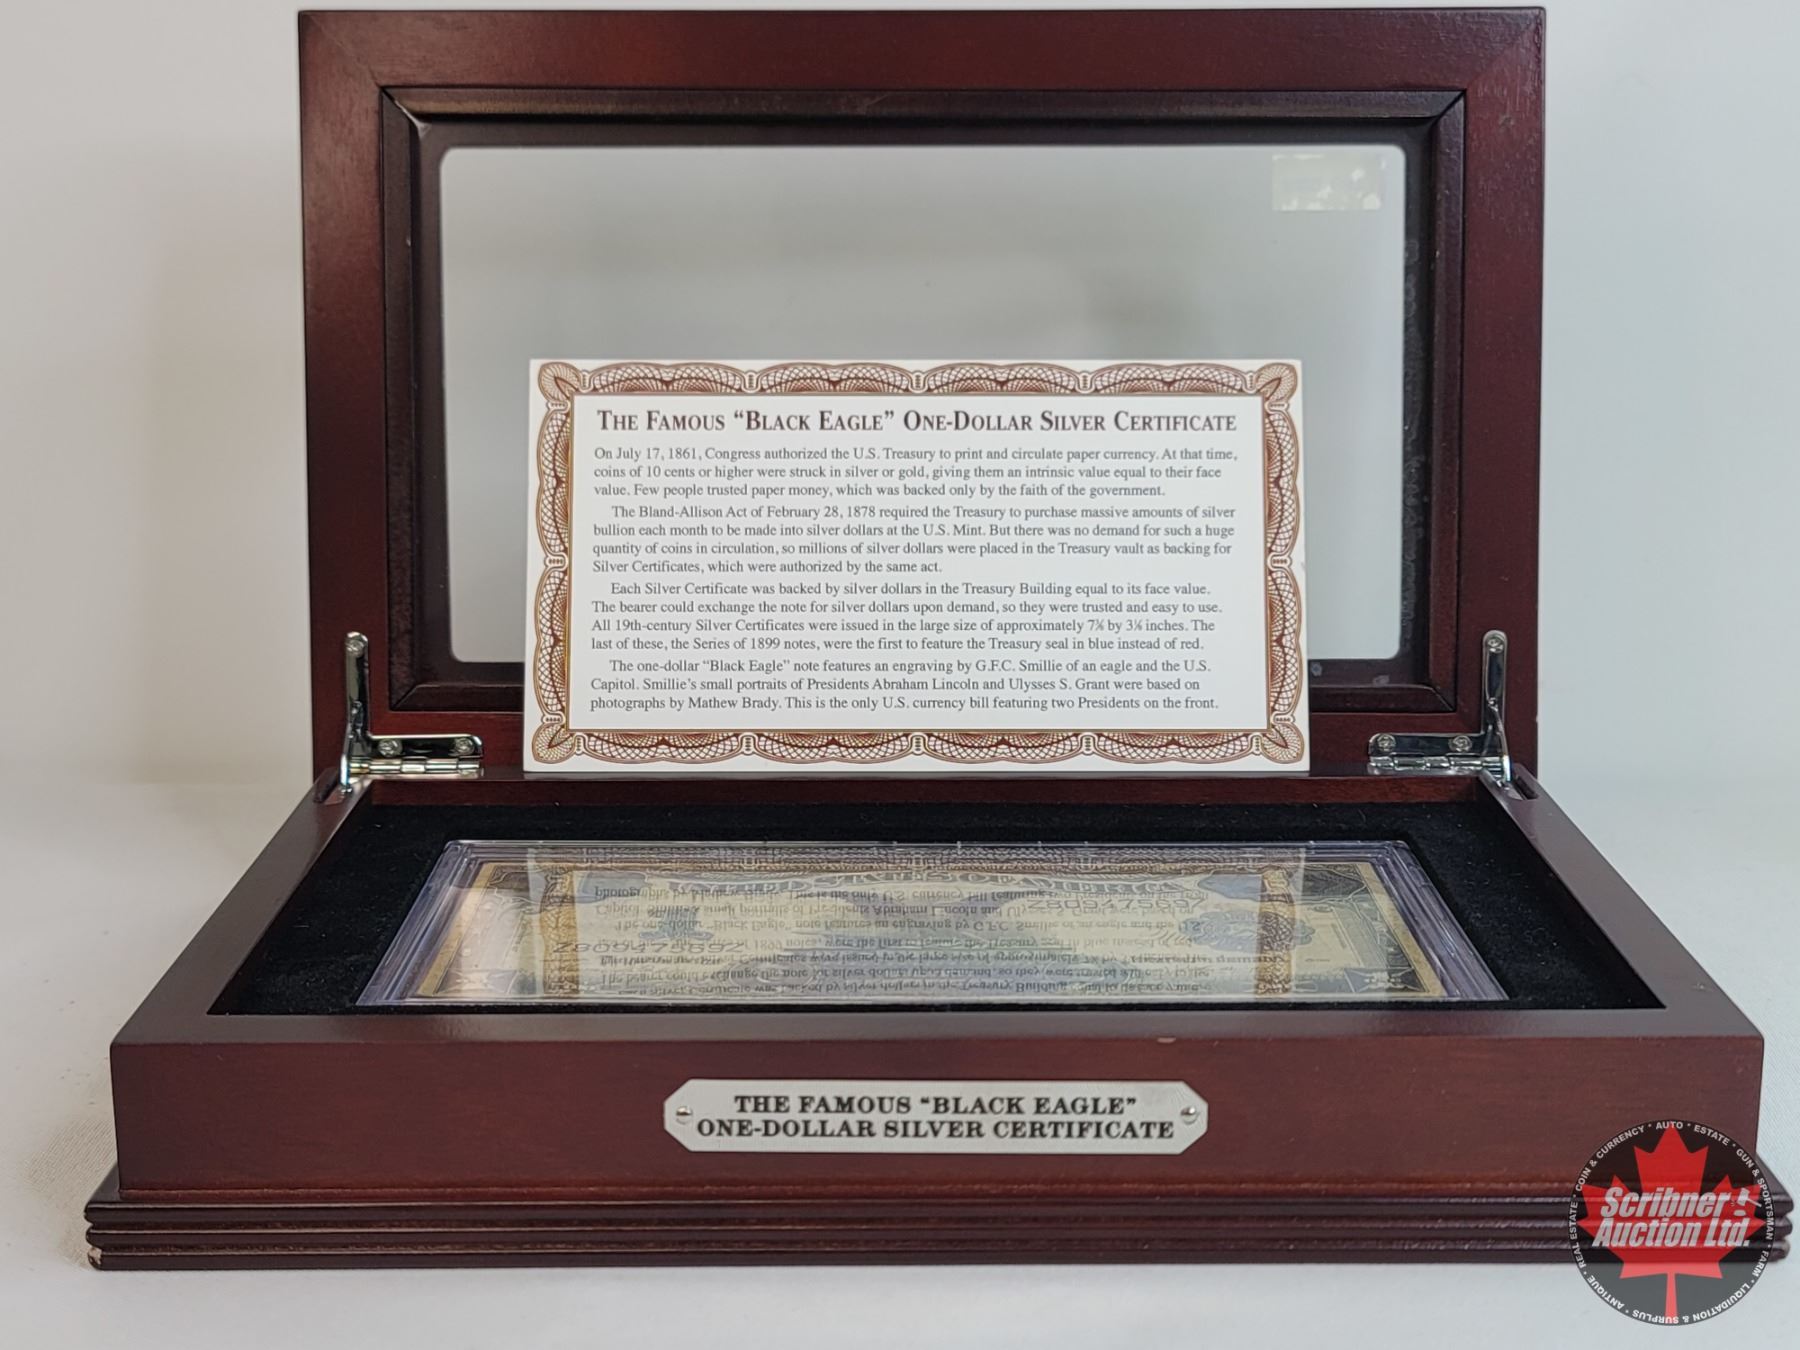 THE FAMOUS “BLACK EAGLE” ONE-DOLLAR SILVER CERTIFICATE
On July 17, 1861, Congress authorized the U.S. Treasury to print and circulate paper currency. At that time,
coins of 10 cents or higher were struck in silver or gold, giving them an intrinsic value equal to their face
value. Few people trusted paper money, which was backed only by the faith of the government.
The Bland-Allison Act of February 28, 1878 required the Treasury to purchase massive amounts of silver
bullion each month to be made into silver dollars at the U.S. Mint. But there was no demand for such a huge
quantity of coins in circulation, so millions of silver dollars were placed in the Treasury vault as backing for
Silver Certificates, which were authorized by the same act.
Each Silver Certificate was backed by silver dollars in the Treasury Building equal to its face value.
The bearer could exchange the note for silver dollars upon demand, so they were trusted and easy to use.
All 19th-century Silver Certificates were issued in the large size of approximately 7⅜ by 3⅛ inches. The
last of these, the Series of 1899 notes, were the first to feature the Treasury seal in blue instead of red.
The one-dollar “Black Eagle” note features an engraving by G.F.C. Smillie of an eagle and the U.S.
Capitol. Smillie’s small portraits of Presidents Abraham Lincoln and Ulysses S. Grant were based on
photographs by Mathew Brady. This is the only U.S. currency bill featuring two Presidents on the front.
THE FAMOUS “BLACK EAGLE”
ONE-DOLLAR SILVER CERTIFICATE
COIN & CURRENCY * AUTO * ESTATE * GUN & SPORTSMAN * FARM * LIQUIDATION & SURPLUS * ANTIQUE * REAL ESTATE *
Scribner !
Auction Ltd.